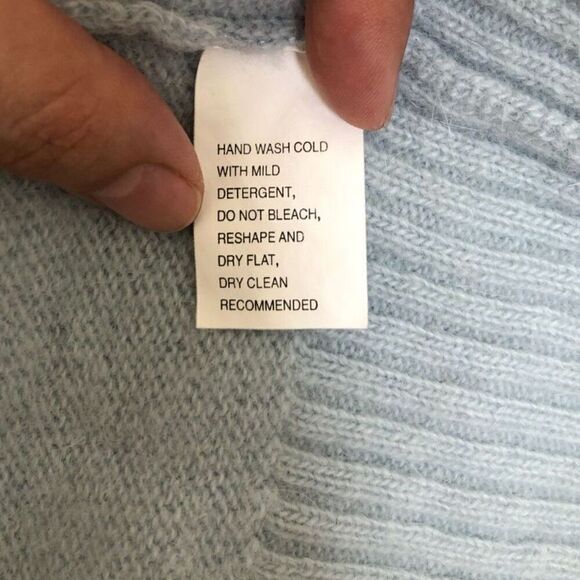 HAND WASH COLD
WITH MILD
DETERGENT,
DO NOT BLEACH,
RESHAPE AND
DRY FLAT,
DRY CLEAN
RECOMMENDED